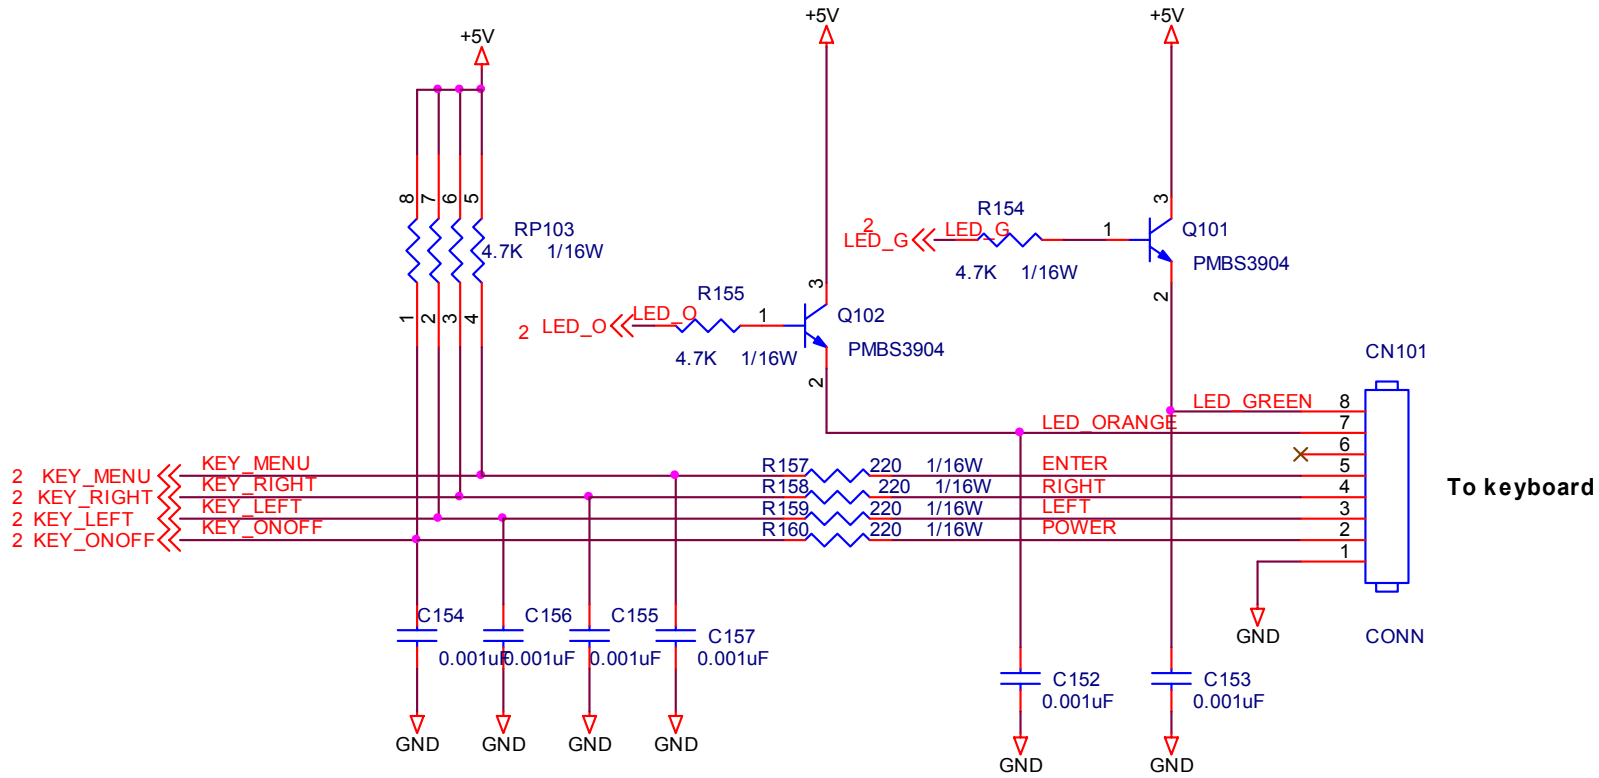 +5V
+5V
+5V
8 7 6 5
RP103
4.7K 1/16W
1 2 3 4
R154
2
LED_G
LED_G
1
3
Q101
PMBS3904
4.7K 1/16W
2
R155
2 LED_O
LED_O
1
3
Q102
PMBS3904
4.7K 1/16W
2
CN101
LED_GREEN 8
LED_ORANGE 7
6
2 KEY_MENU KEY_MENU R157 220 1/16W ENTER 5
2 KEY_RIGHT KEY_RIGHT R158 220 1/16W RIGHT 4
2 KEY_LEFT KEY_LEFT R159 220 1/16W LEFT 3
2 KEY_ONOFF KEY_ONOFF R160 220 1/16W POWER 2
1
To keyboard
GND
CONN
C154
0.001uF
C156
0.001uF
C155
0.001uF
C157
0.001uF
C152
0.001uF
C153
0.001uF
GND GND GND GND
GND GND